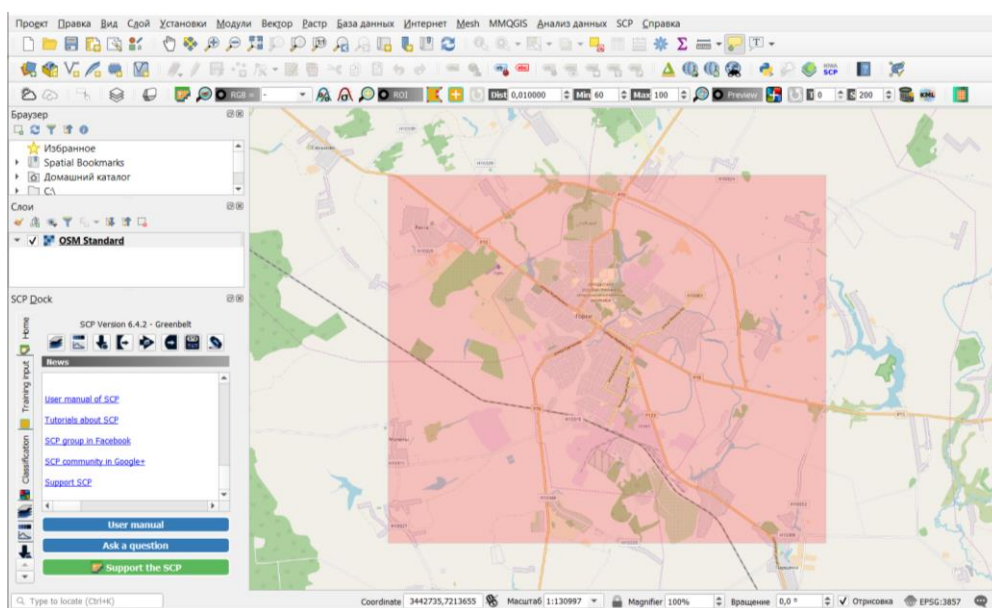 Проект Правка Вид Слой Установки Модули Вектор Растр База данных Интернет Mesh MMQGIS Анализ данных SCP Справка
RGB = - ROI Dist 0,010000 Min 60 Max 100 Preview T 0 S 200 KML
Браузер
Избранное
Spatial Bookmarks
Домашний каталог
C:\
Слои
OSM Standard
SCP Dock
SCP Version 6.4.2 - Greenbelt
Home
Training input
Classification
News
User manual of SCP
Tutorials about SCP
SCP group in Facebook
SCP community in Google+
Support SCP
User manual
Ask a question
Support the SCP
Горки
Type to locate (Ctrl+K)
Coordinate 3442735,7213655 Масштаб 1:130997 Magnifier 100% Вращение 0,0 ° Отрисовка EPSG:3857